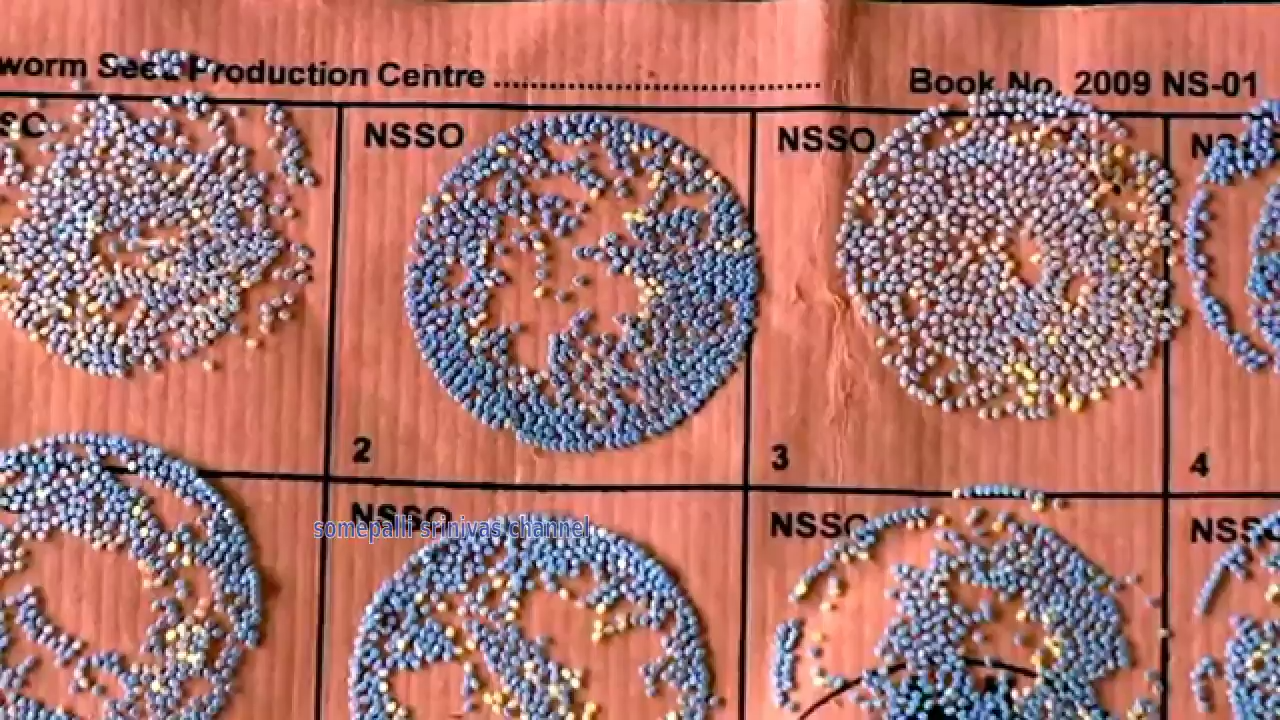 worm Seed Production Centre ........................................ Book No. 2009 NS-01
NSSO NSSO
2 3 4
NSSO NSSO NSSO
somepalli srinivas channel